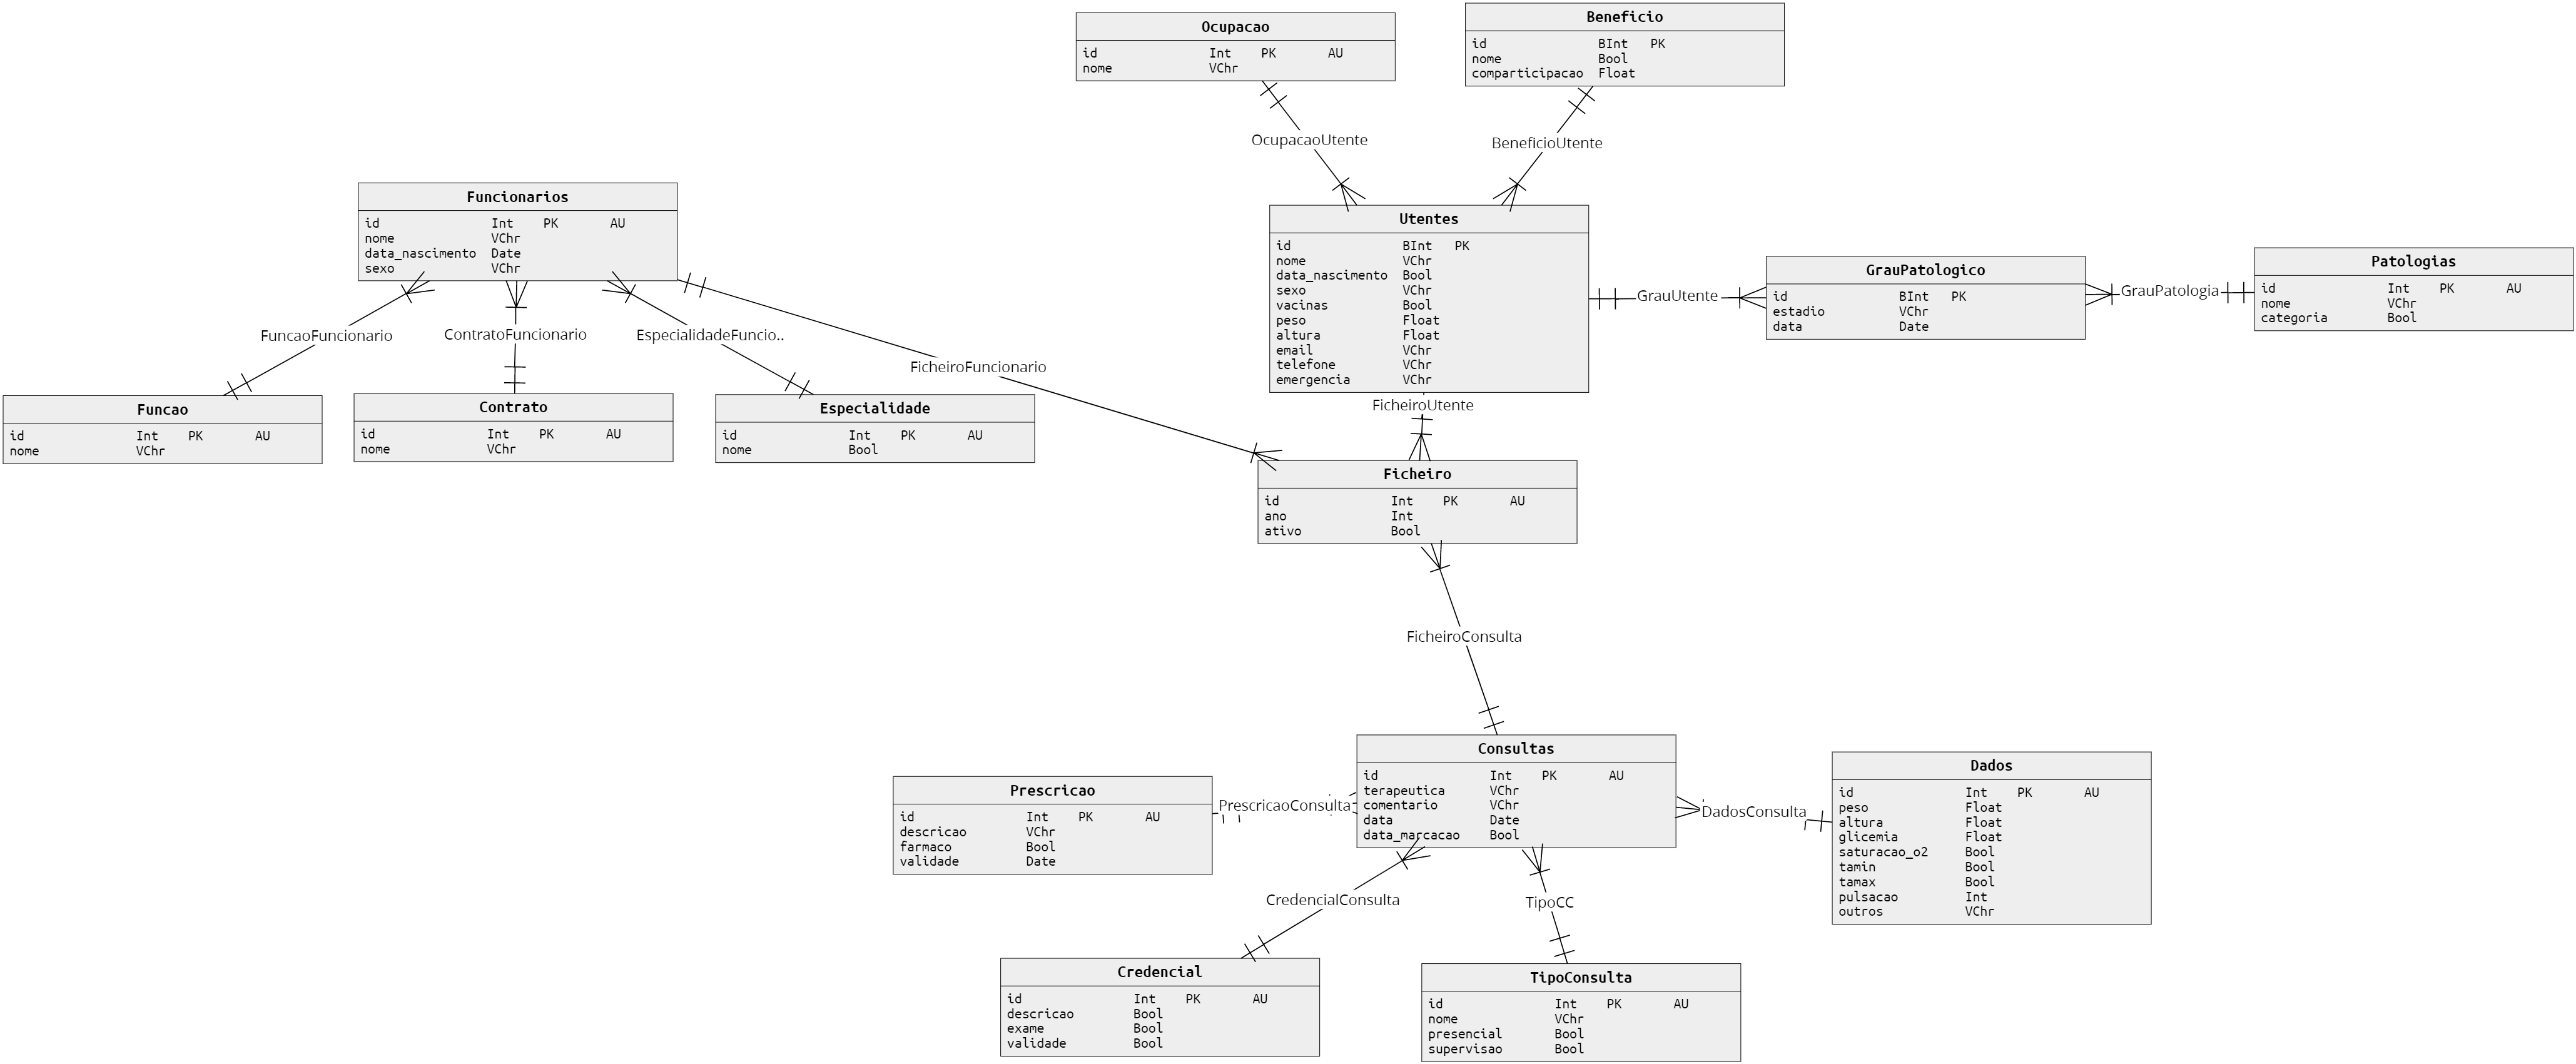 Ocupacao
id Int PK AU
nome VChr
Beneficio
id BInt PK
nome Bool
comparticipacao Float
OcupacaoUtente
BeneficioUtente
Funcionarios
id Int PK AU
nome VChr
data_nascimento Date
sexo VChr
Utentes
id BInt PK
nome VChr
data_nascimento Bool
sexo VChr
vacinas Bool
peso Float
altura Float
email VChr
telefone VChr
emergencia VChr
GrauUtente
GrauPatologico
id BInt PK
estadio VChr
data Date
GrauPatologia
Patologias
id Int PK AU
nome VChr
categoria Bool
FuncaoFuncionario
ContratoFuncionario
EspecialidadeFuncio..
FicheiroFuncionario
Funcao
id Int PK AU
nome VChr
Contrato
id Int PK AU
nome VChr
Especialidade
id Int PK AU
nome Bool
FicheiroUtente
Ficheiro
id Int PK AU
ano Int
ativo Bool
FicheiroConsulta
Prescricao
id Int PK AU
descricao VChr
farmaco Bool
validade Date
PrescricaoConsulta
Consultas
id Int PK AU
terapeutica VChr
comentario VChr
data Date
data_marcacao Bool
DadosConsulta
Dados
id Int PK AU
peso Float
altura Float
glicemia Float
saturacao_o2 Bool
tamin Bool
tamax Bool
pulsacao Int
outros VChr
CredencialConsulta
TipoCC
Credencial
id Int PK AU
descricao Bool
exame Bool
validade Bool
TipoConsulta
id Int PK AU
nome VChr
presencial Bool
supervisao Bool